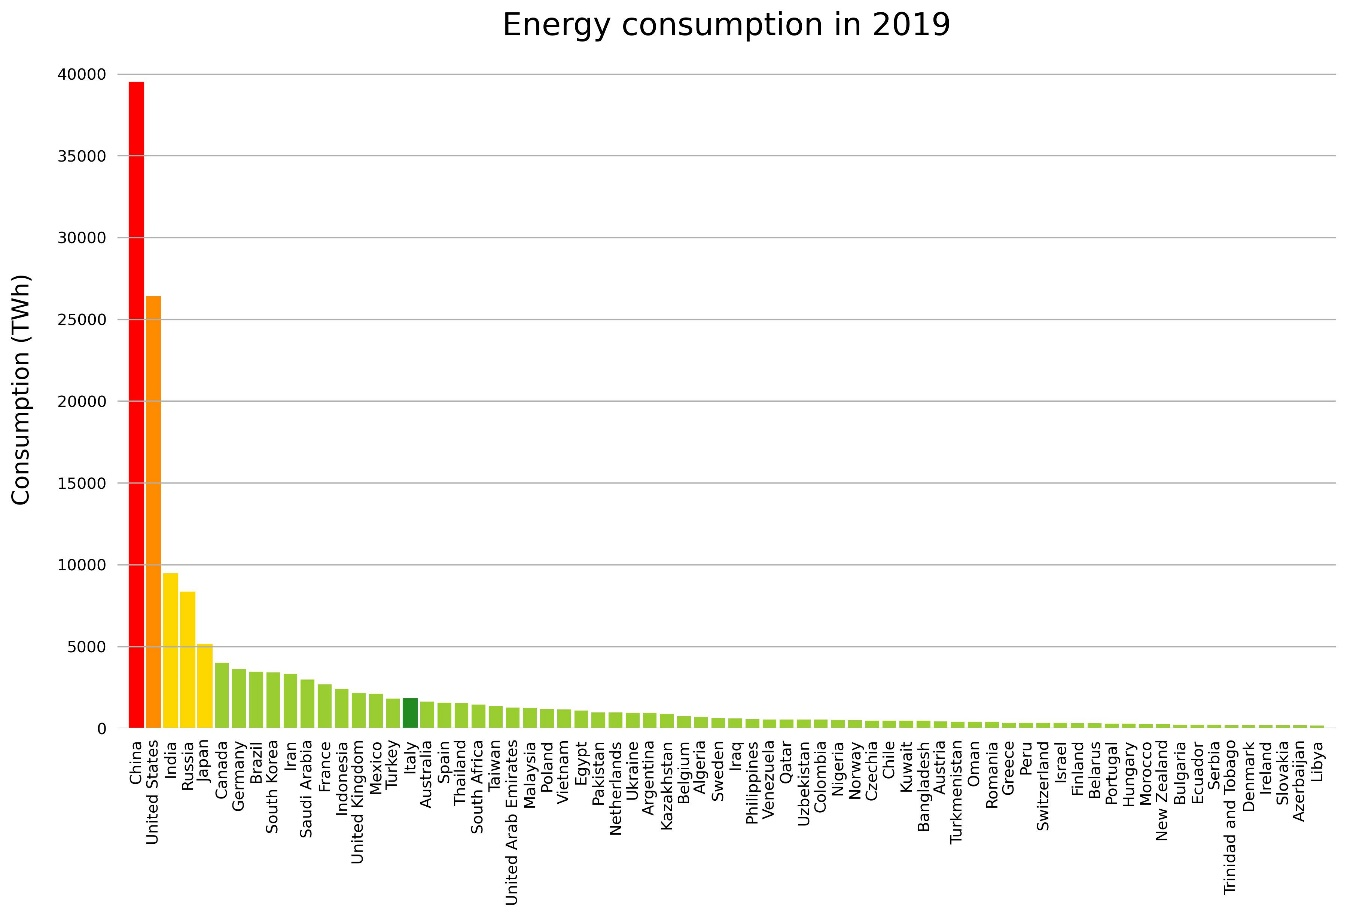 Energy consumption in 2019
Consumption (TWh)
40000
35000
30000
25000
20000
15000
10000
5000
0
China
United States
India
Russia
Japan
Canada
Germany
Brazil
South Korea
Iran
Saudi Arabia
France
Indonesia
United Kingdom
Mexico
Turkey
Italy
Australia
Spain
Thailand
South Africa
Taiwan
United Arab Emirates
Malaysia
Poland
Vietnam
Egypt
Pakistan
Netherlands
Ukraine
Argentina
Kazakhstan
Belgium
Algeria
Sweden
Iraq
Philippines
Venezuela
Qatar
Uzbekistan
Colombia
Nigeria
Norway
Czechia
Chile
Kuwait
Bangladesh
Austria
Turkmenistan
Oman
Romania
Greece
Peru
Switzerland
Israel
Finland
Belarus
Portugal
Hungary
Morocco
New Zealand
Bulgaria
Ecuador
Serbia
Trinidad and Tobago
Denmark
Ireland
Slovakia
Azerbaijan
Libya